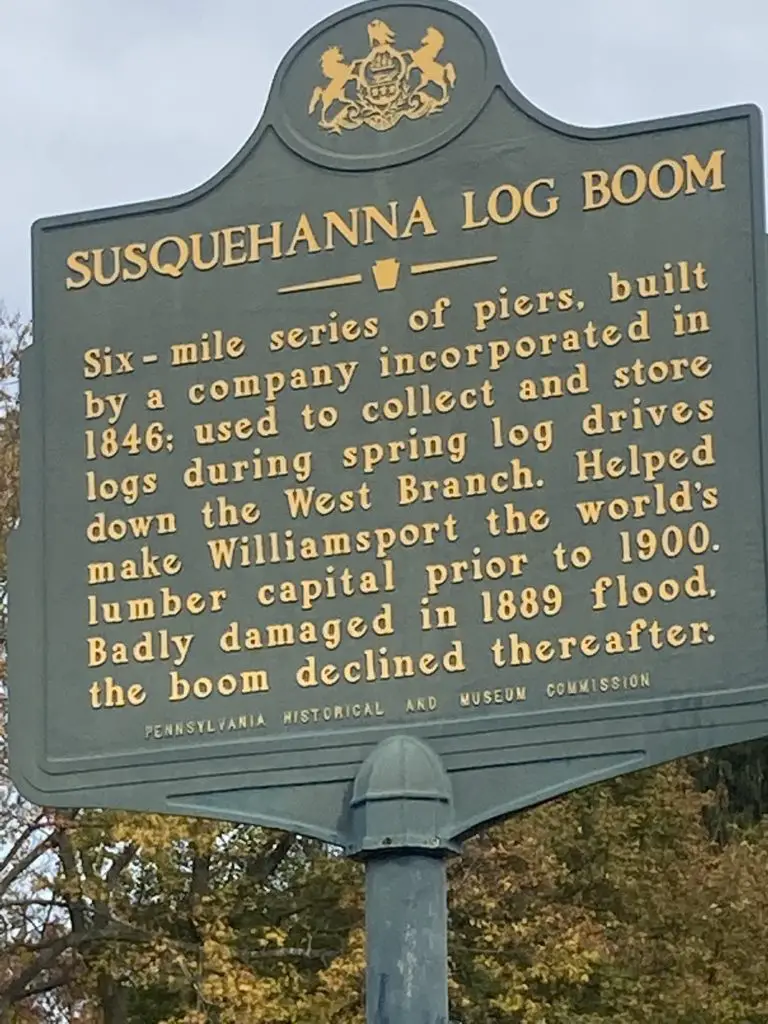 SUSQUEHANNA LOG BOOM
Six-mile series of piers, built
by a company incorporated in
1846; used to collect and store
logs during spring log drives
down the West Branch. Helped
make Williamsport the world's
lumber capital prior to 1900.
Badly damaged in 1889 flood,
the boom declined thereafter.
PENNSYLVANIA HISTORICAL AND MUSEUM COMMISSION